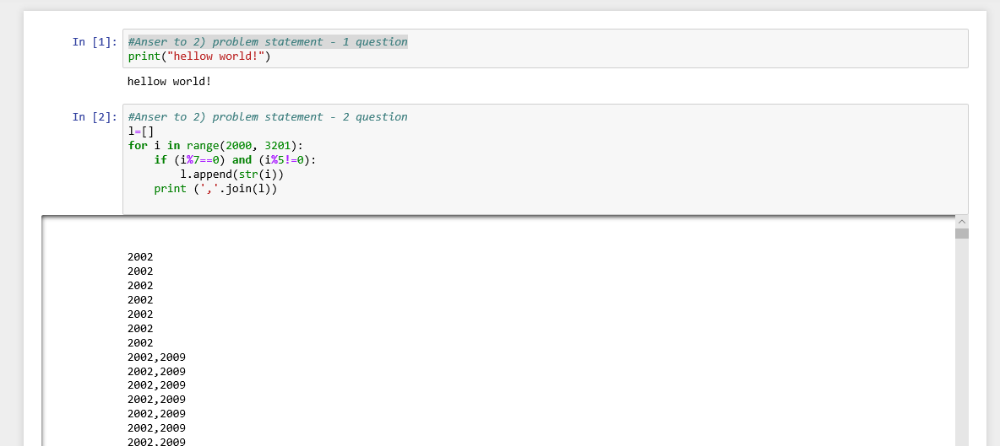 In [1]: #Anser to 2) problem statement - 1 question
print("hellow world!")
hellow world!
In [2]: #Anser to 2) problem statement - 2 question
l=[]
for i in range(2000, 3201):
    if (i%7==0) and (i%5!=0):
        l.append(str(i))
    print (','.join(l))
2002
2002
2002
2002
2002
2002
2002
2002,2009
2002,2009
2002,2009
2002,2009
2002,2009
2002,2009
2002,2009